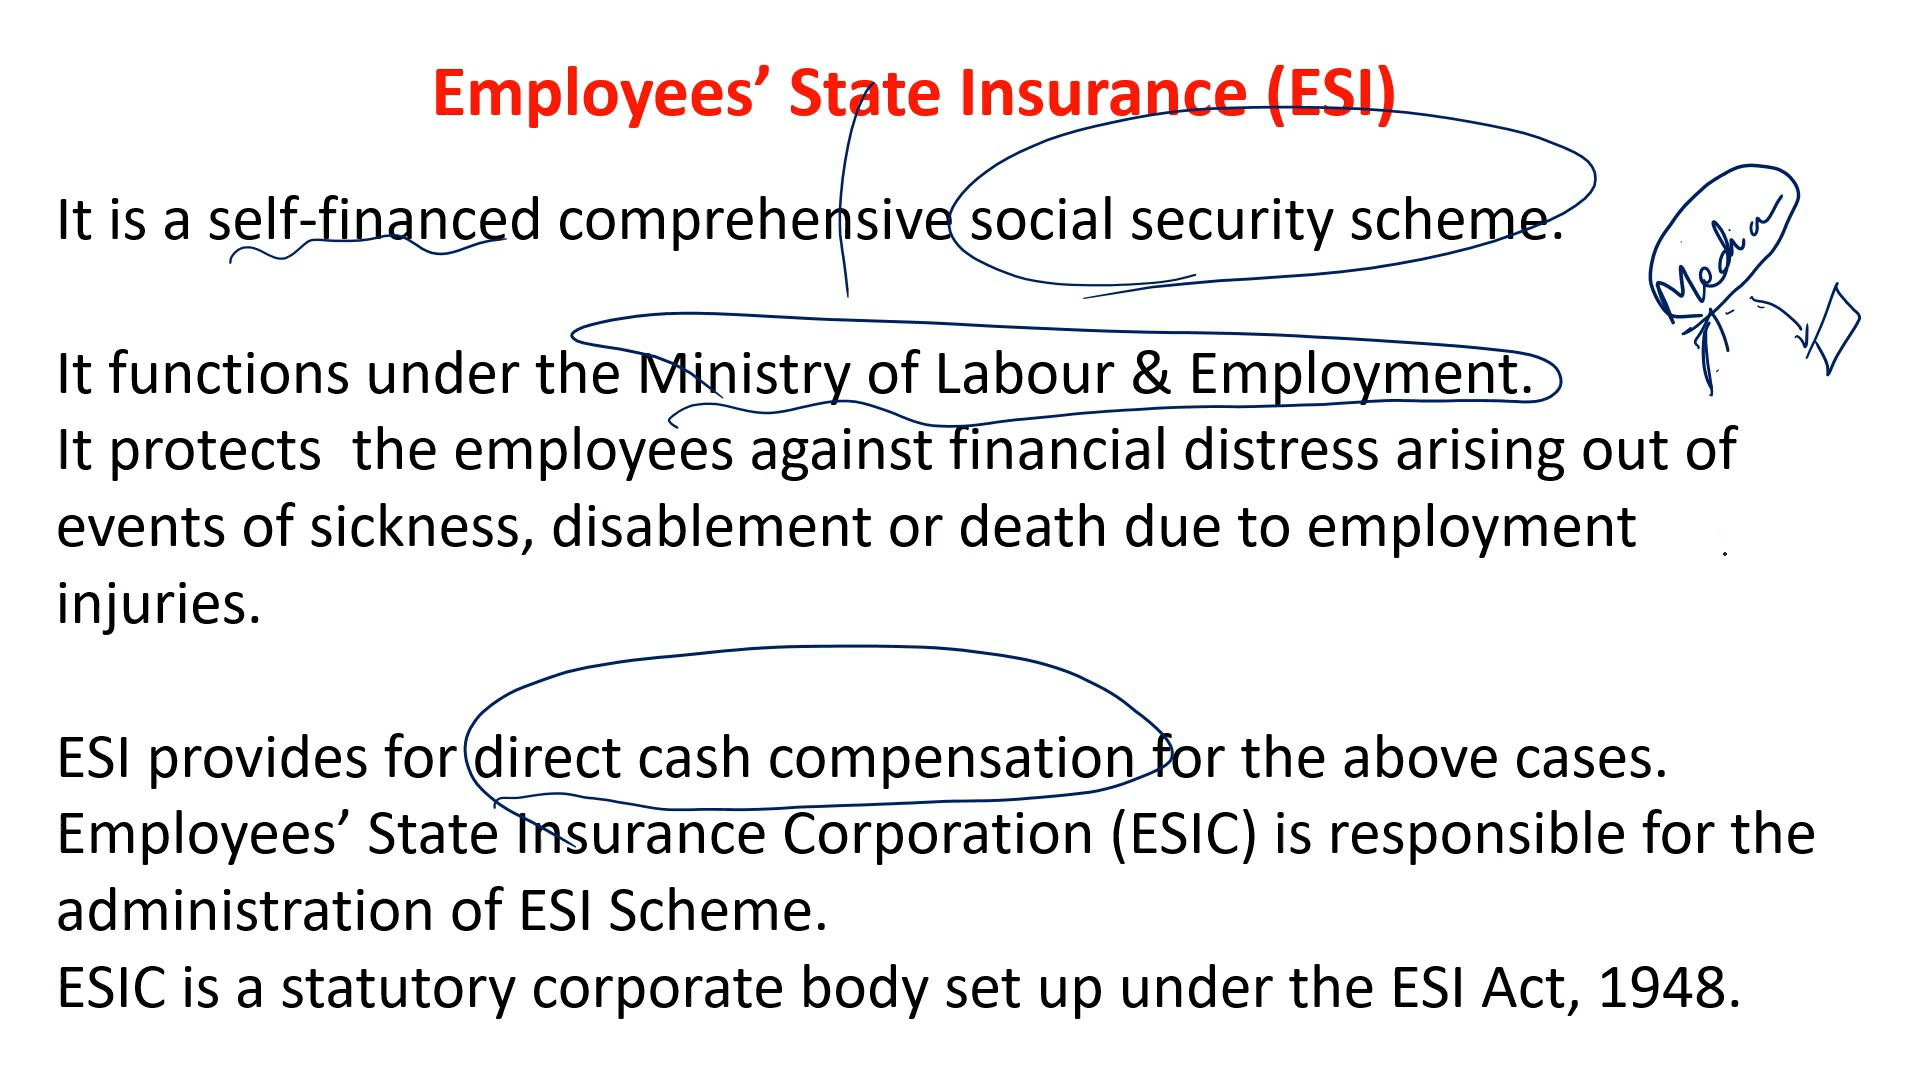 Employees’ State Insurance (ESI)
It is a self-financed comprehensive social security scheme.
It functions under the Ministry of Labour & Employment.
It protects  the employees against financial distress arising out of
events of sickness, disablement or death due to employment
injuries.
ESI provides for direct cash compensation for the above cases.
Employees’ State Insurance Corporation (ESIC) is responsible for the
administration of ESI Scheme.
ESIC is a statutory corporate body set up under the ESI Act, 1948.